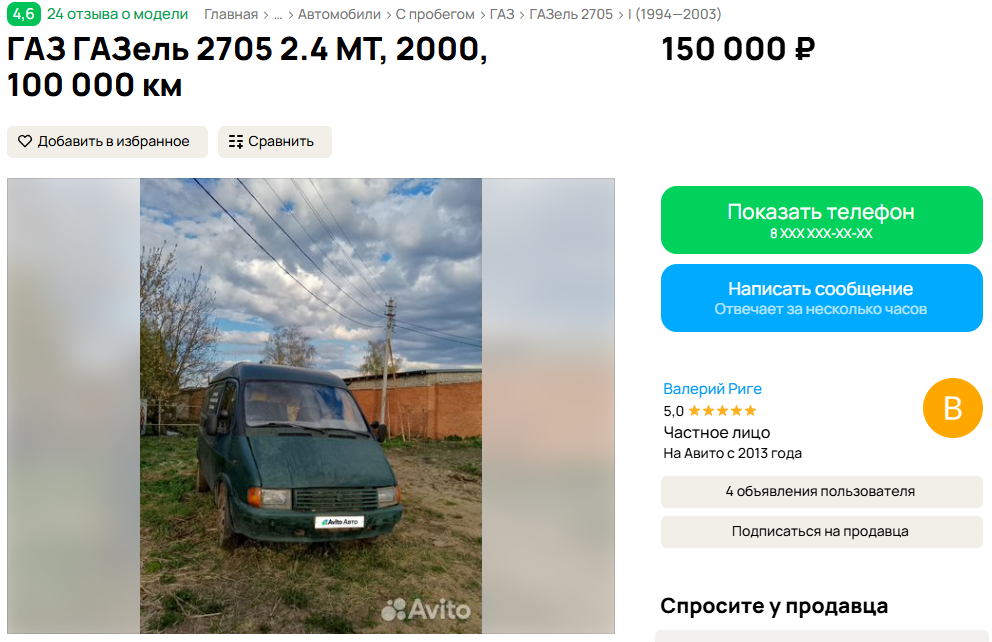 4,6 24 отзыва о модели Главная › ... › Автомобили › С пробегом › ГАЗ › ГАЗель 2705 › I (1994—2003)
ГАЗ ГАЗель 2705 2.4 MT, 2000,
100 000 км
150 000 ₽
Добавить в избранное
Сравнить
Avito Авто
Avito
Показать телефон
8 XXX XXX-XX-XX
Написать сообщение
Отвечает за несколько часов
Валерий Риге
5,0
Частное лицо
На Авито с 2013 года
В
4 объявления пользователя
Подписаться на продавца
Спросите у продавца